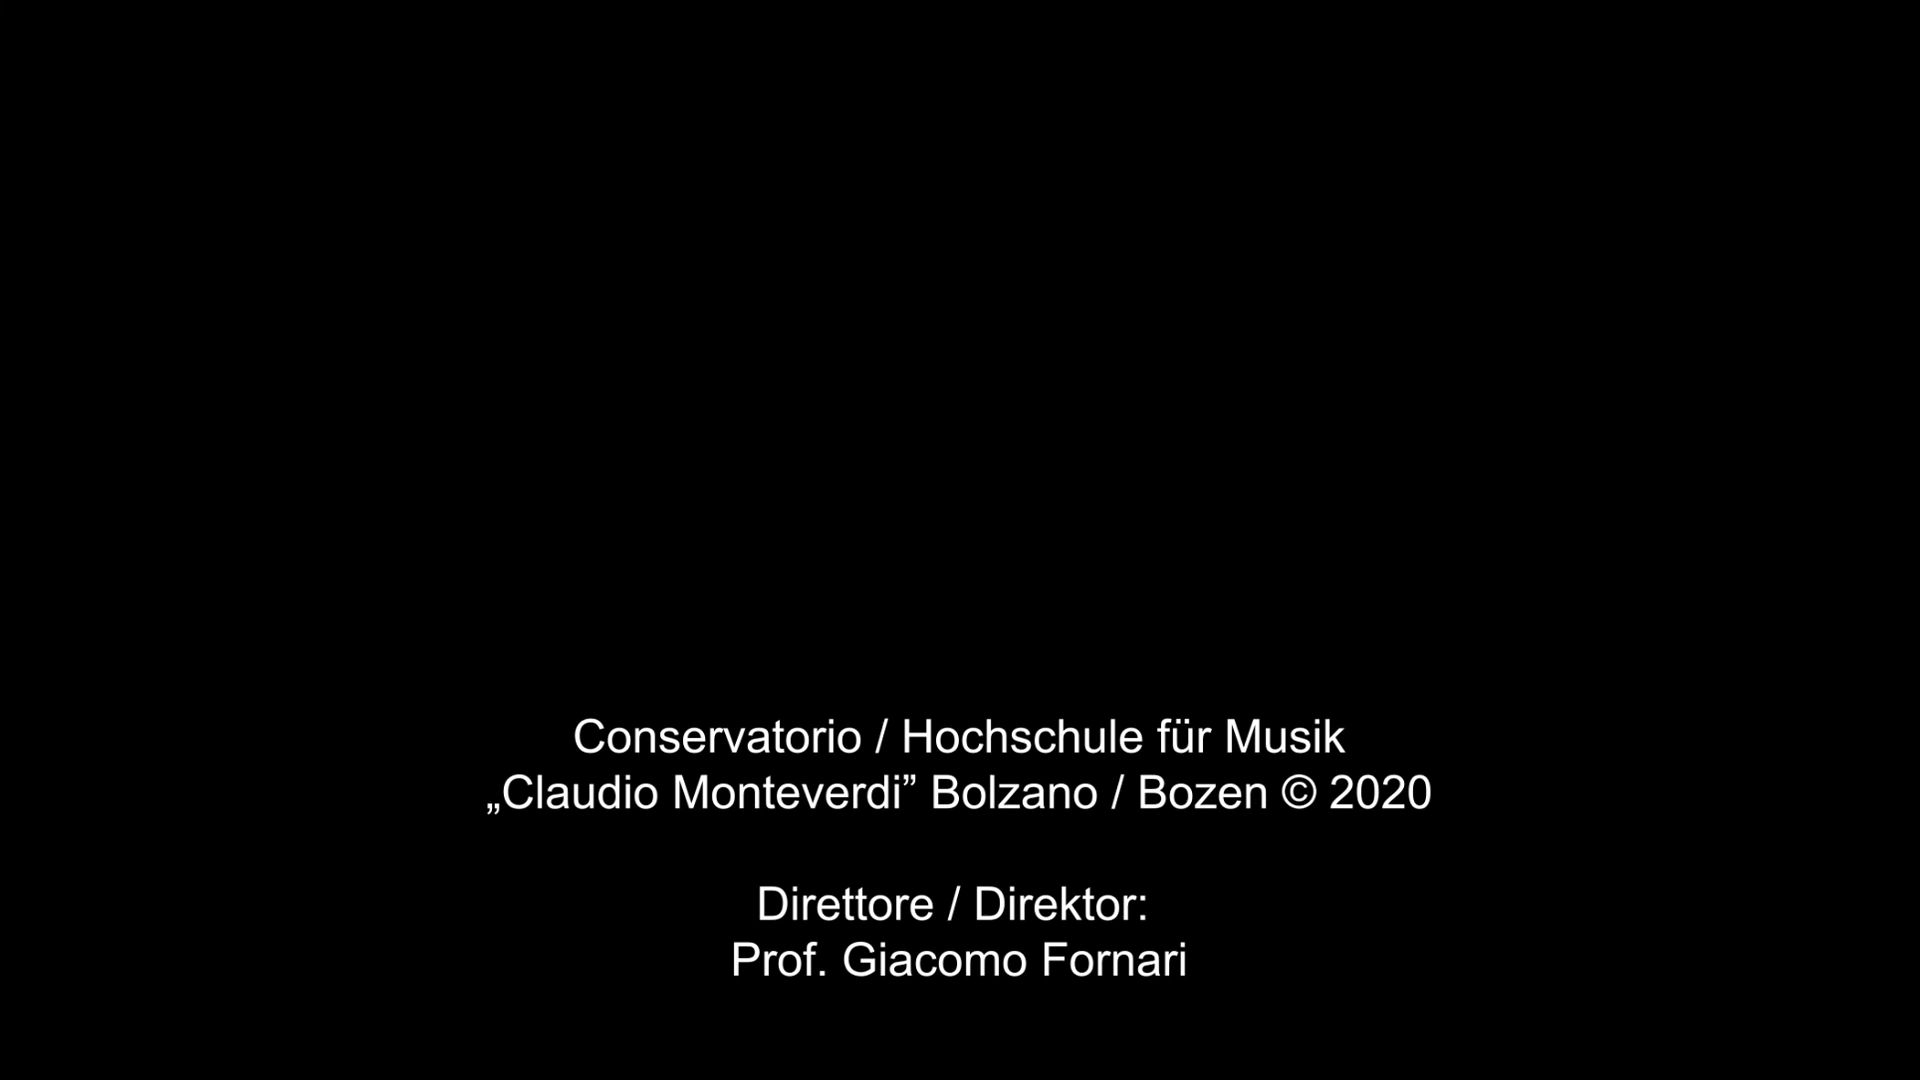 Conservatorio / Hochschule für Musik
„Claudio Monteverdi” Bolzano / Bozen © 2020
Direttore / Direktor:
Prof. Giacomo Fornari